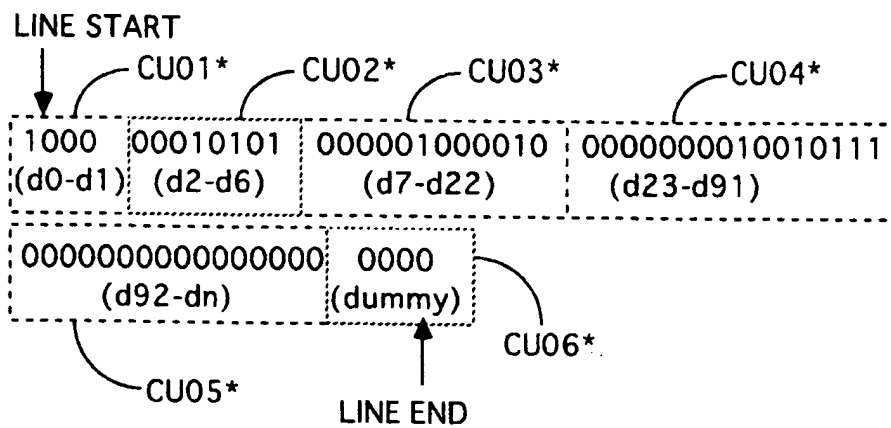 LINE START
CU01* CU02* CU03* CU04*
1000 00010101 000001000010 0000000010010111
(d0-d1) (d2-d6) (d7-d22) (d23-d91)
0000000000000000 0000
(d92-dn) (dummy)
CU06*
CU05*
LINE END